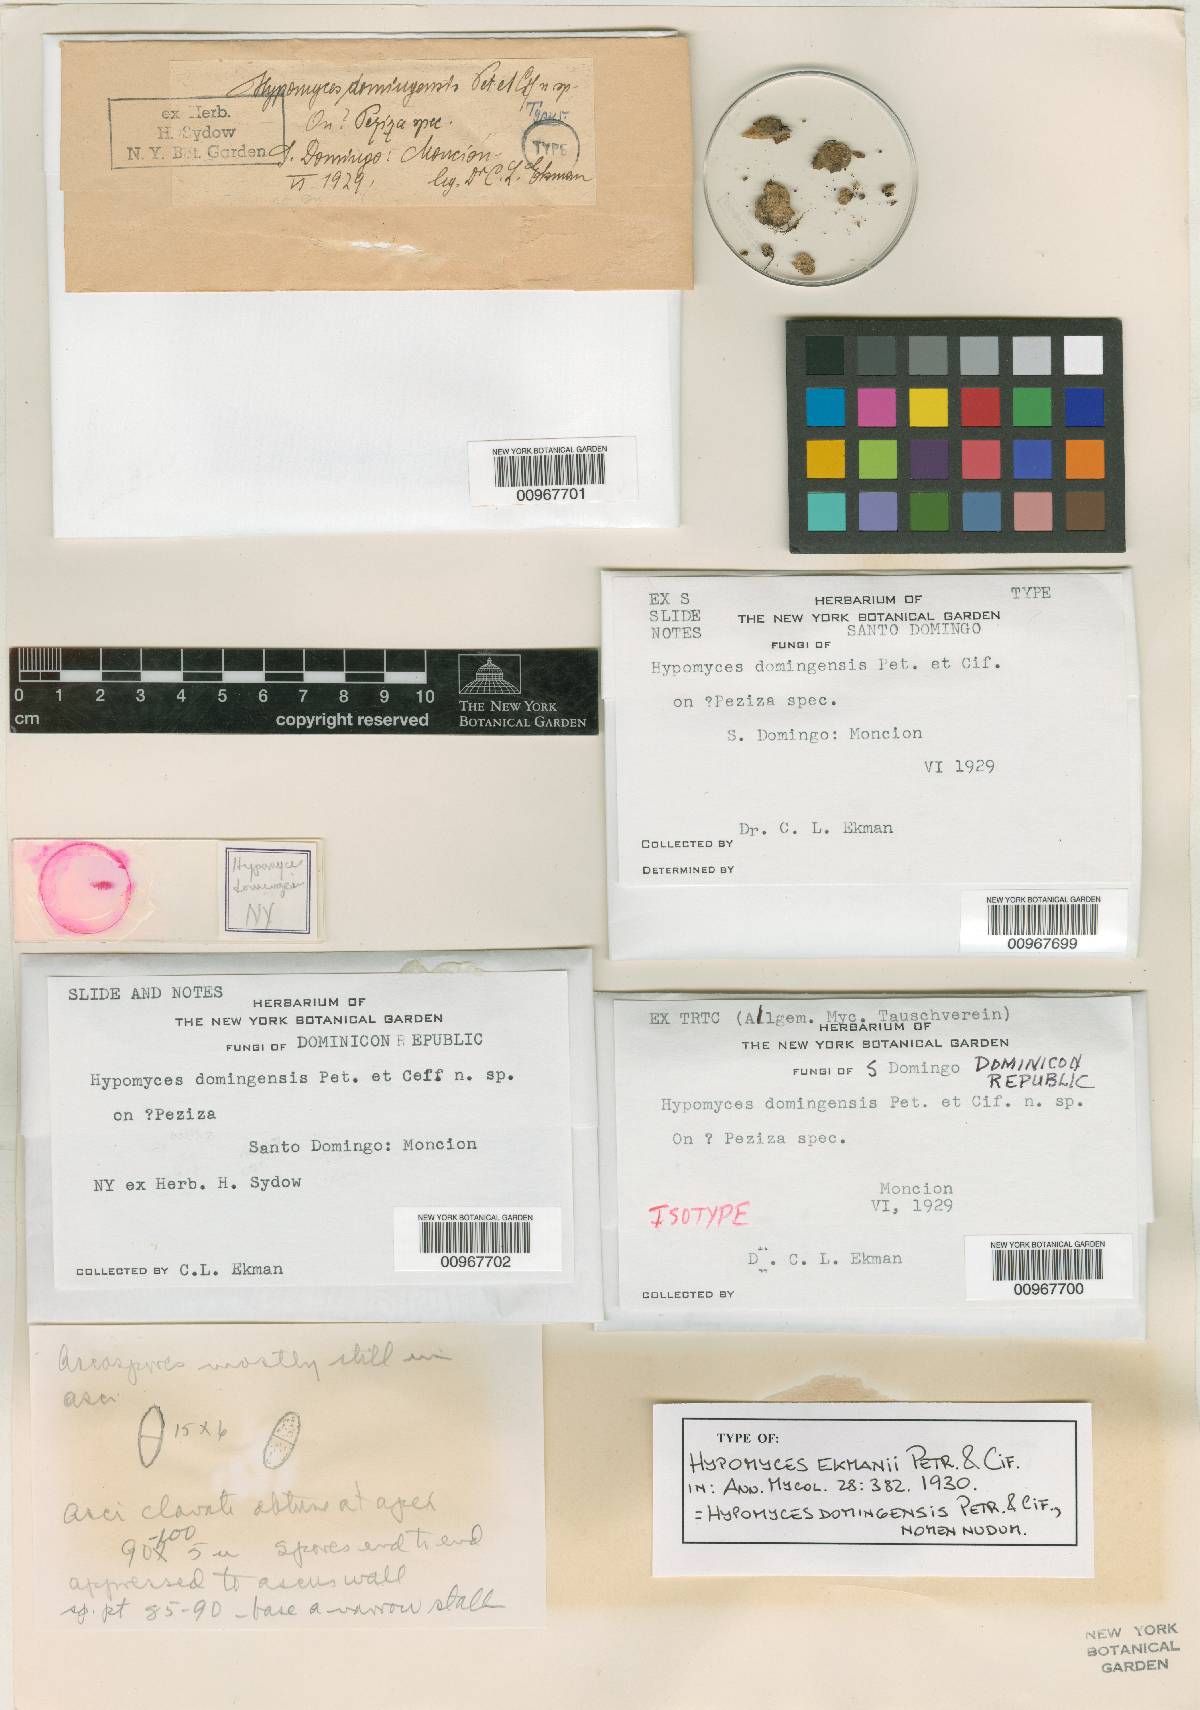 Hypomyces domingensis Pet et Cif n sp.
On ? Peziza spec.
S. Domingo: Moncion
VI 1929. leg. Dr C. L. Ekman
TYPE
ex Herb.
H. Sydow
N. Y. Bot. Garden
NEW YORK BOTANICAL GARDEN
00967701
0 1 2 3 4 5 6 7 8 9 10
cm copyright reserved
THE NEW YORK
BOTANICAL GARDEN
EX S
SLIDE
NOTES
TYPE
HERBARIUM OF
THE NEW YORK BOTANICAL GARDEN
FUNGI OF SANTO DOMINGO
Hypomyces domingensis Pet. et Cif.
on ?Peziza spec.
S. Domingo: Moncion
VI 1929
Dr. C. L. Ekman
COLLECTED BY
DETERMINED BY
NEW YORK BOTANICAL GARDEN
00967699
Hypomyces
domingen
NY
SLIDE AND NOTES
HERBARIUM OF
THE NEW YORK BOTANICAL GARDEN
FUNGI OF DOMINICON REPUBLIC
Hypomyces domingensis Pet. et Ceff n. sp.
on ?Peziza
Santo Domingo: Moncion
NY ex Herb. H. Sydow
NEW YORK BOTANICAL GARDEN
00967702
COLLECTED BY C.L. Ekman
EX TRTC (Allgem. Myc. Tauschverein)
HERBARIUM OF
THE NEW YORK BOTANICAL GARDEN
FUNGI OF S Domingo DOMINICON
REPUBLIC
Hypomyces domingensis Pet. et Cif. n. sp.
On ? Peziza spec.
Moncion
VI, 1929
ISOTYPE
D. C. L. Ekman
COLLECTED BY
NEW YORK BOTANICAL GARDEN
00967700
Ascospores mostly still in
asci
15 x 6
Asci clavate obtuse at apex
90-100 x 5 u spores end to end
appressed to ascus wall
sp. pt 85-90 - base a narrow stalk
TYPE OF:
HYPOMYCES EKMANII PETR. & CIF.
IN: ANN. MYCOL. 28: 382. 1930.
= HYPOMYCES DOMINGENSIS PETR. & CIF.,
NOMEN NUDUM.
NEW YORK
BOTANICAL
GARDEN